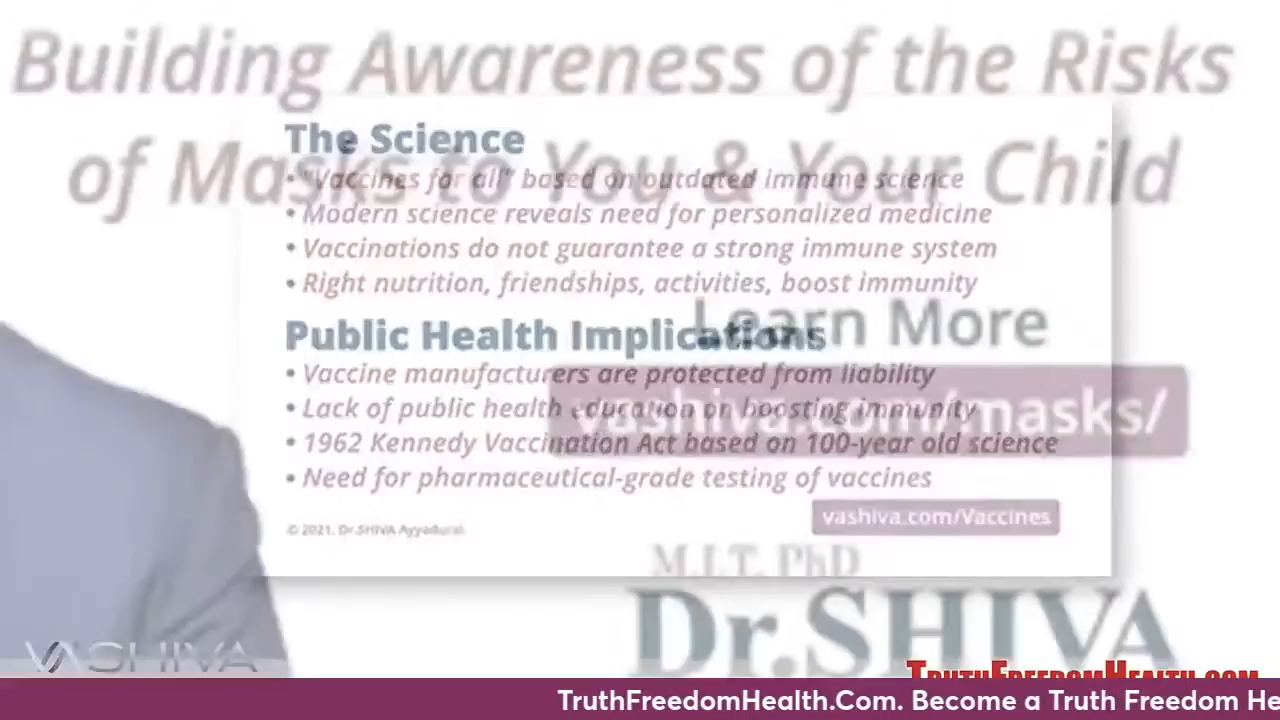 Building Awareness of the Risks
of Masks to You & Your Child
The Science
• "Vaccines for all" based on outdated immune science
• Modern science reveals need for personalized medicine
• Vaccinations do not guarantee a strong immune system
• Right nutrition, friendships, activities, boost immunity
Learn More
Public Health Implications
• Vaccine manufacturers are protected from liability
• Lack of public health education on boosting immunity
vashiva.com/masks/
• 1962 Kennedy Vaccination Act based on 100-year old science
• Need for pharmaceutical-grade testing of vaccines
vashiva.com/Vaccines
© 2021. Dr.SHIVA Ayyadurai.
M.I.T. PhD
Dr.SHIVA
VASHIVA
TRUTHFREEDOMHEALTH.COM
TruthFreedomHealth.Com. Become a Truth Freedom He